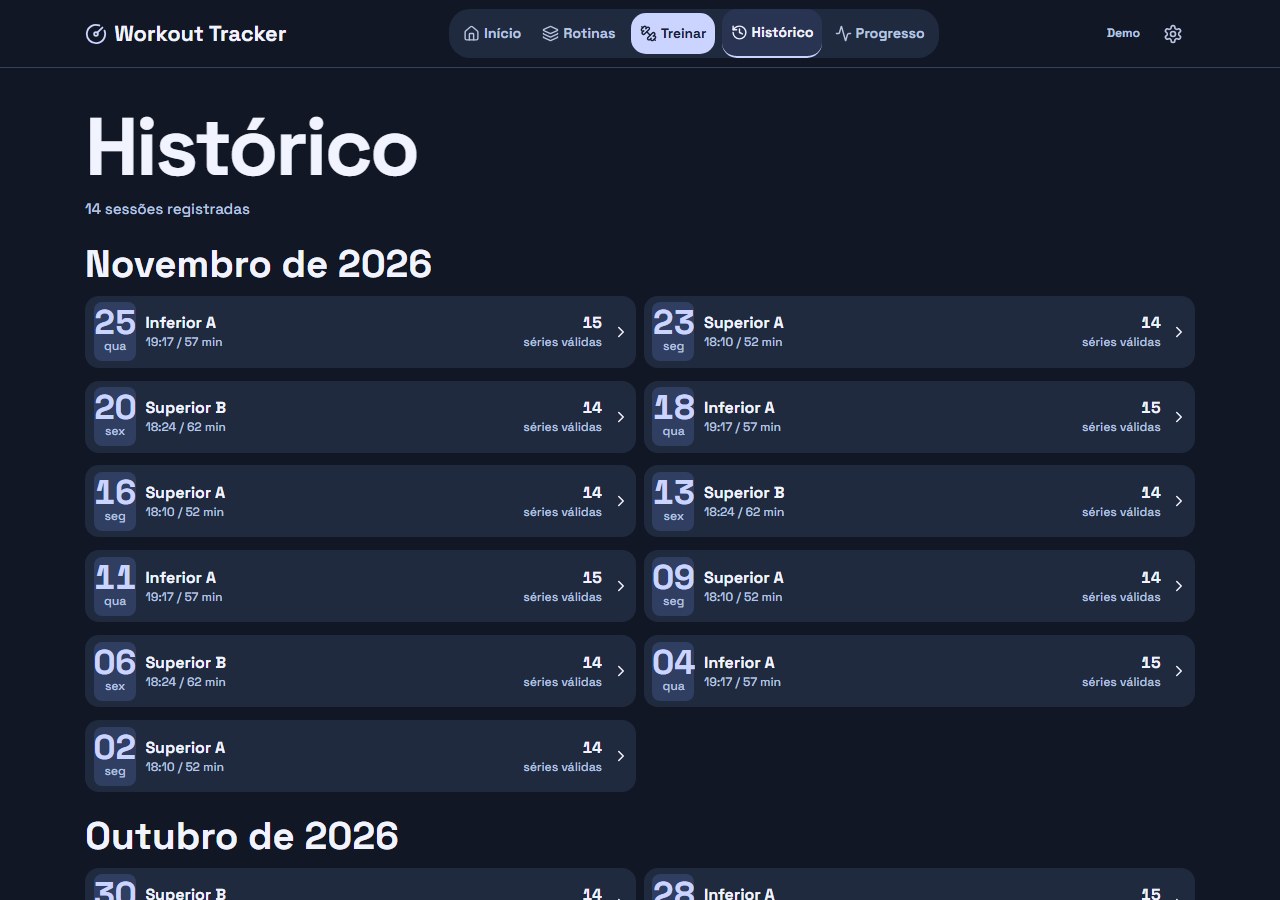 Workout Tracker
Início
Rotinas
Treinar
Histórico
Progresso
Demo
Histórico
14 sessões registradas
Novembro de 2026
25
qua
Inferior A
19:17 / 57 min
15
séries válidas
23
seg
Superior A
18:10 / 52 min
14
séries válidas
20
sex
Superior B
18:24 / 62 min
14
séries válidas
18
qua
Inferior A
19:17 / 57 min
15
séries válidas
16
seg
Superior A
18:10 / 52 min
14
séries válidas
13
sex
Superior B
18:24 / 62 min
14
séries válidas
11
qua
Inferior A
19:17 / 57 min
15
séries válidas
09
seg
Superior A
18:10 / 52 min
14
séries válidas
06
sex
Superior B
18:24 / 62 min
14
séries válidas
04
qua
Inferior A
19:17 / 57 min
15
séries válidas
02
seg
Superior A
18:10 / 52 min
14
séries válidas
Outubro de 2026
30
Superior B
14
28
Inferior A
15